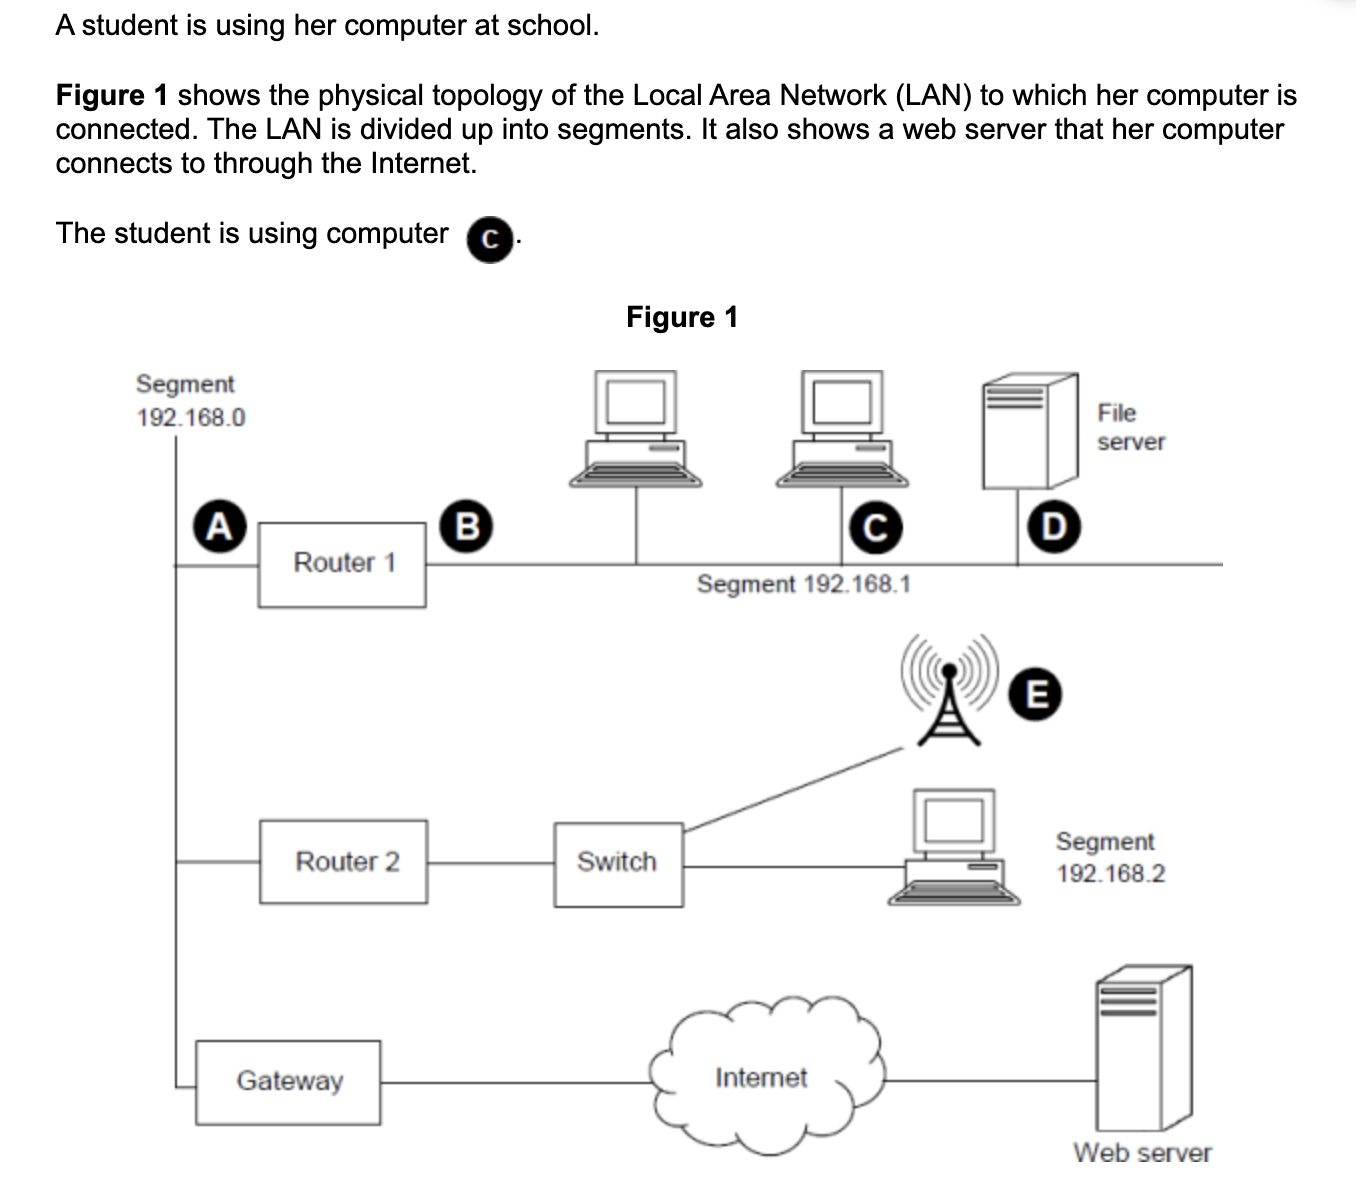 A student is using her computer at school.
Figure 1 shows the physical topology of the Local Area Network (LAN) to which her computer is
connected. The LAN is divided up into segments. It also shows a web server that her computer
connects to through the Internet.
The student is using computer C.
Figure 1
Segment
192.168.0
File
server
A
B
C
D
Router 1
Segment 192.168.1
E
Router 2
Switch
Segment
192.168.2
Gateway
Internet
Web server